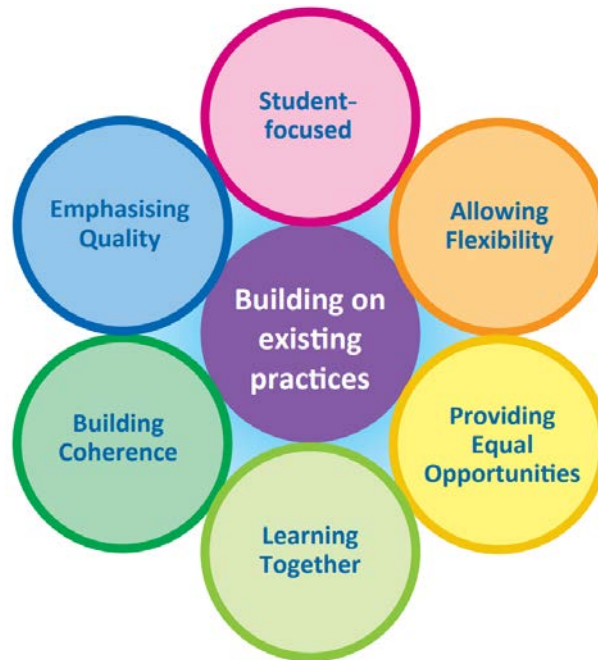 Student-
focused
Emphasising
Quality
Allowing
Flexibility
Building on
existing
practices
Building
Coherence
Providing
Equal
Opportunities
Learning
Together